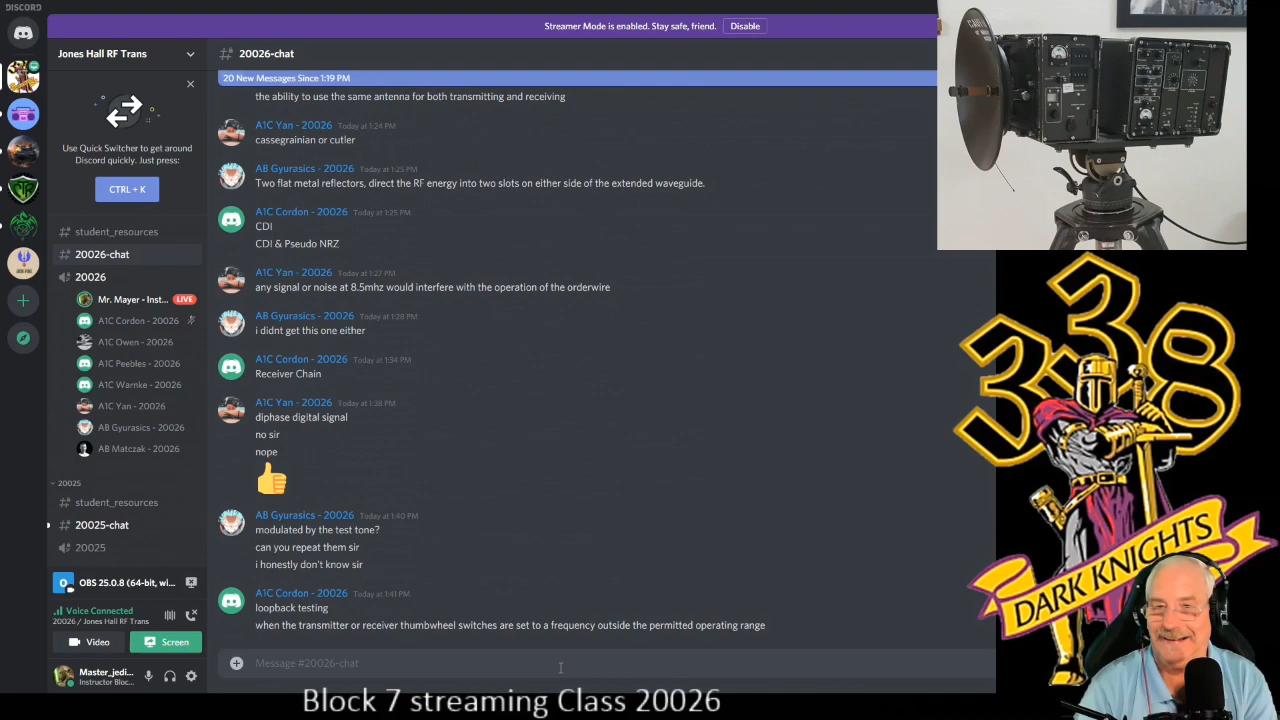 DISCORD
Streamer Mode is enabled. Stay safe, friend.
Disable
Jones Hall RF Trans
20026-chat
20 New Messages Since 1:19 PM
Use Quick Switcher to get around
Discord quickly. Just press:
CTRL + K
student_resources
20026-chat
20026
Mr. Mayer - Inst... LIVE
A1C Cordon - 20026
A1C Owen - 20026
A1C Peebles - 20026
A1C Warnke - 20026
A1C Yan - 20026
AB Gyurasics - 20026
AB Matczak - 20026
20025
student_resources
20025-chat
20025
OBS 25.0.8 (64-bit, wi...
Voice Connected
20026 / Jones Hall RF Trans
Video
Screen
Master_jedi...
Instructor Bloc...
the ability to use the same antenna for both transmitting and receiving
A1C Yan - 20026 Today at 1:24 PM
cassegrainian or cutler
AB Gyurasics - 20026 Today at 1:25 PM
Two flat metal reflectors, direct the RF energy into two slots on either side of the extended waveguide.
A1C Cordon - 20026 Today at 1:25 PM
CDI
CDI & Pseudo NRZ
A1C Yan - 20026 Today at 1:27 PM
any signal or noise at 8.5mhz would interfere with the operation of the orderwire
AB Gyurasics - 20026 Today at 1:28 PM
i didnt get this one either
A1C Cordon - 20026 Today at 1:34 PM
Receiver Chain
A1C Yan - 20026 Today at 1:38 PM
diphase digital signal
no sir
nope
AB Gyurasics - 20026 Today at 1:40 PM
modulated by the test tone?
can you repeat them sir
i honestly don't know sir
A1C Cordon - 20026 Today at 1:41 PM
loopback testing
when the transmitter or receiver thumbwheel switches are set to a frequency outside the permitted operating range
Message #20026-chat
338
DARK KNIGHTS
Block 7 streaming Class 20026